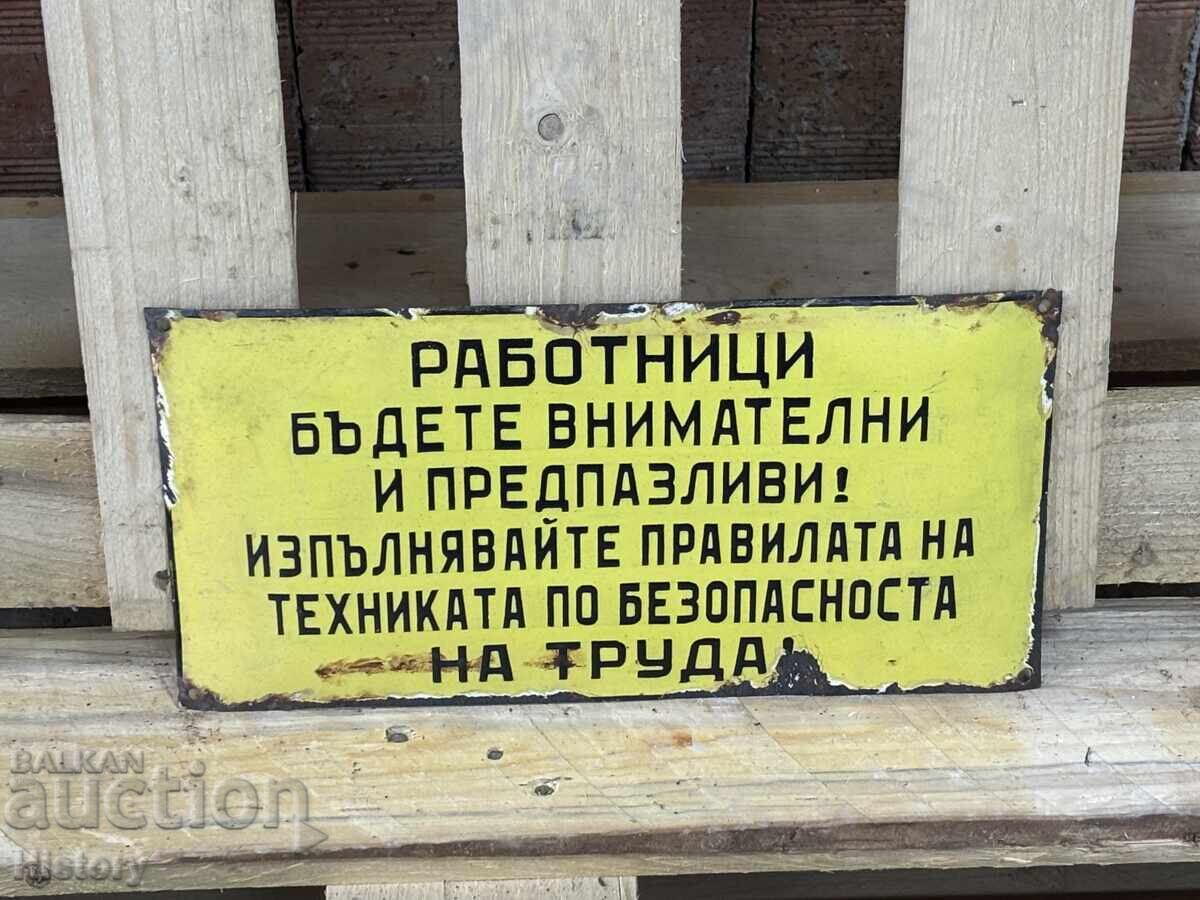 РАБОТНИЦИ
БЪДЕТЕ ВНИМАТЕЛНИ
И ПРЕДПАЗЛИВИ!
ИЗПЪЛНЯВАЙТЕ ПРАВИЛАТА НА
ТЕХНИКАТА ПО БЕЗОПАСНОСТА
НА ТРУДА!
BALKAN
auction
History